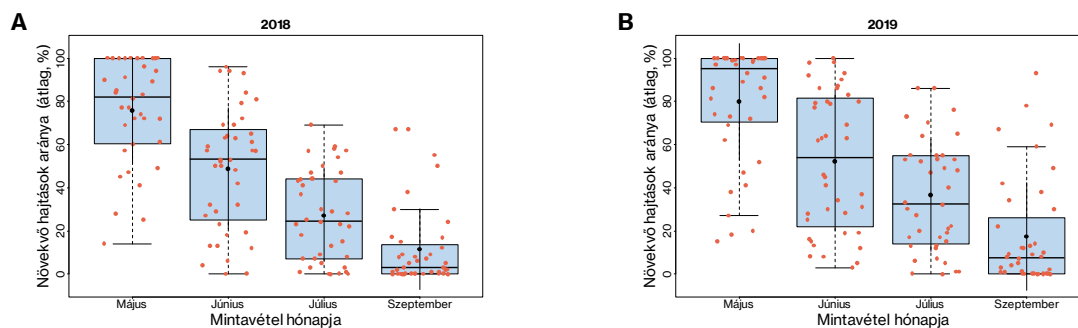 A
2018
Növekvő hajtások aránya (átlag, %)
100
80
60
40
20
0
Május
Június
Július
Szeptember
Mintavétel hónapja
B
2019
Növekvő hajtások aránya (átlag, %)
100
80
60
40
20
0
Május
Június
Július
Szeptember
Mintavétel hónapja